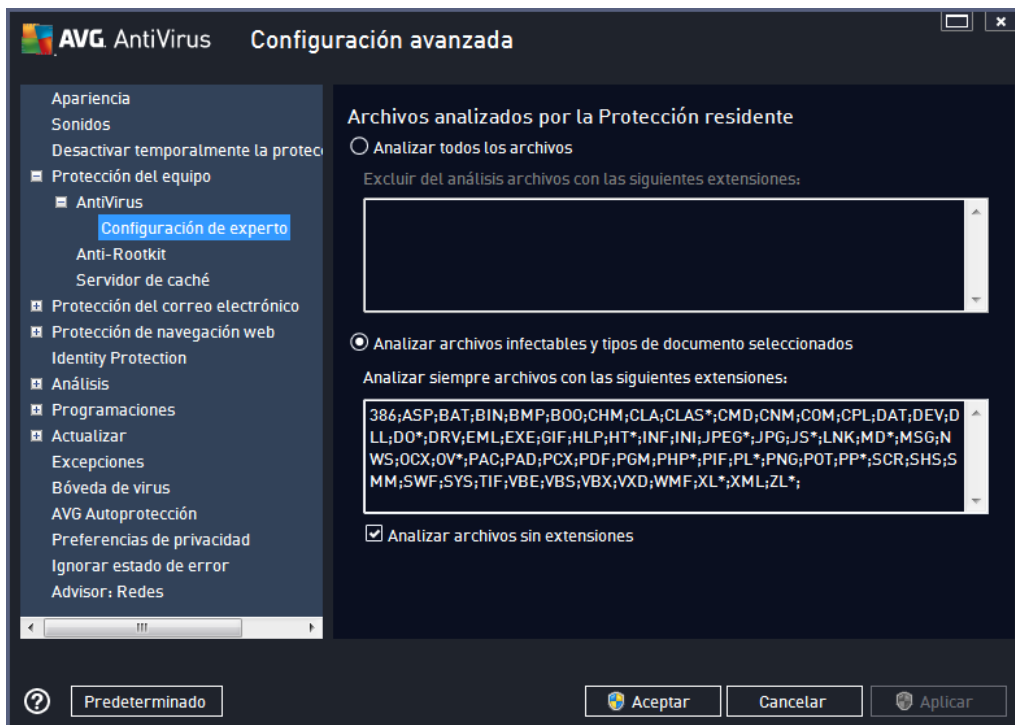 AVG AntiVirus Configuración avanzada
Apariencia
Sonidos
Desactivar temporalmente la protec
Protección del equipo
AntiVirus
Configuración de experto
Anti-Rootkit
Servidor de caché
Protección del correo electrónico
Protección de navegación web
Identity Protection
Análisis
Programaciones
Actualizar
Excepciones
Bóveda de virus
AVG Autoprotección
Preferencias de privacidad
Ignorar estado de error
Advisor: Redes
Archivos analizados por la Protección residente
Analizar todos los archivos
Excluir del análisis archivos con las siguientes extensiones:
Analizar archivos infectables y tipos de documento seleccionados
Analizar siempre archivos con las siguientes extensiones:
386;ASP;BAT;BIN;BMP;BOO;CHM;CLA;CLAS*;CMD;CNM;COM;CPL;DAT;DEV;D
LL;DO*;DRV;EML;EXE;GIF;HLP;HT*;INF;INI;JPEG*;JPG;JS*;LNK;MD*;MSG;N
WS;OCX;OV*;PAC;PAD;PCX;PDF;PGM;PHP*;PIF;PL*;PNG;POT;PP*;SCR;SHS;S
MM;SWF;SYS;TIF;VBE;VBS;VBX;VXD;WMF;XL*;XML;ZL*;
Analizar archivos sin extensiones
Predeterminado
Aceptar
Cancelar
Aplicar